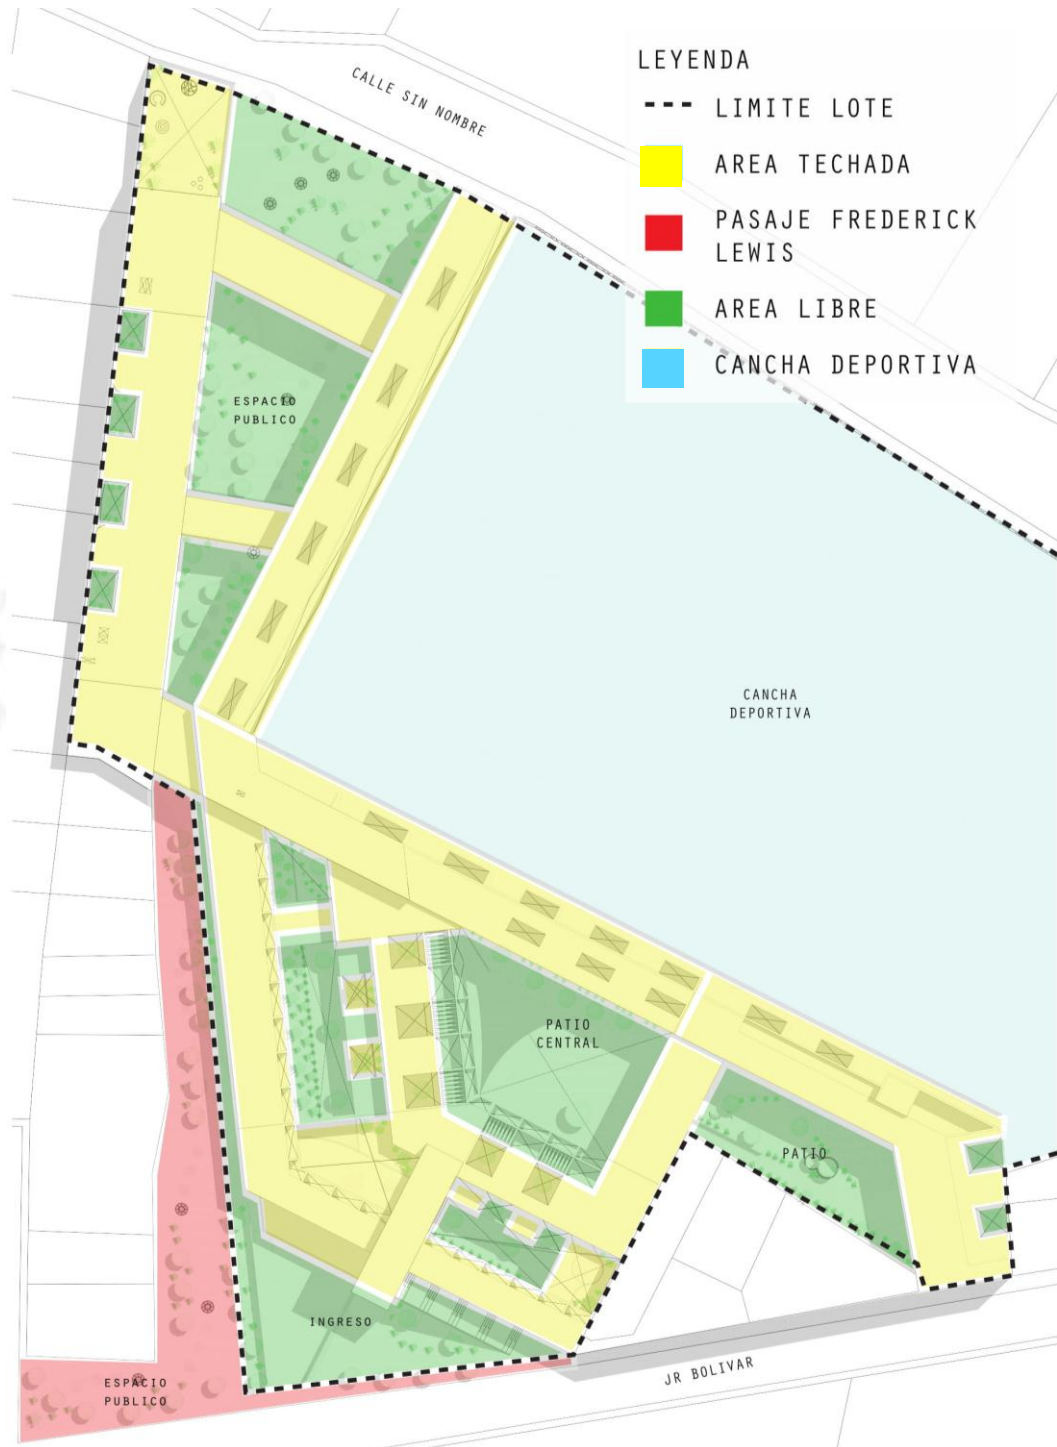 LEYENDA
LIMITE LOTE
AREA TECHADA
PASAJE FREDERICK
LEWIS
AREA LIBRE
CANCHA DEPORTIVA
CALLE SIN NOMBRE
ESPACIO
PUBLICO
CANCHA
DEPORTIVA
PATIO
CENTRAL
PATIO
INGRESO
JR BOLIVAR
ESPACIO
PUBLICO